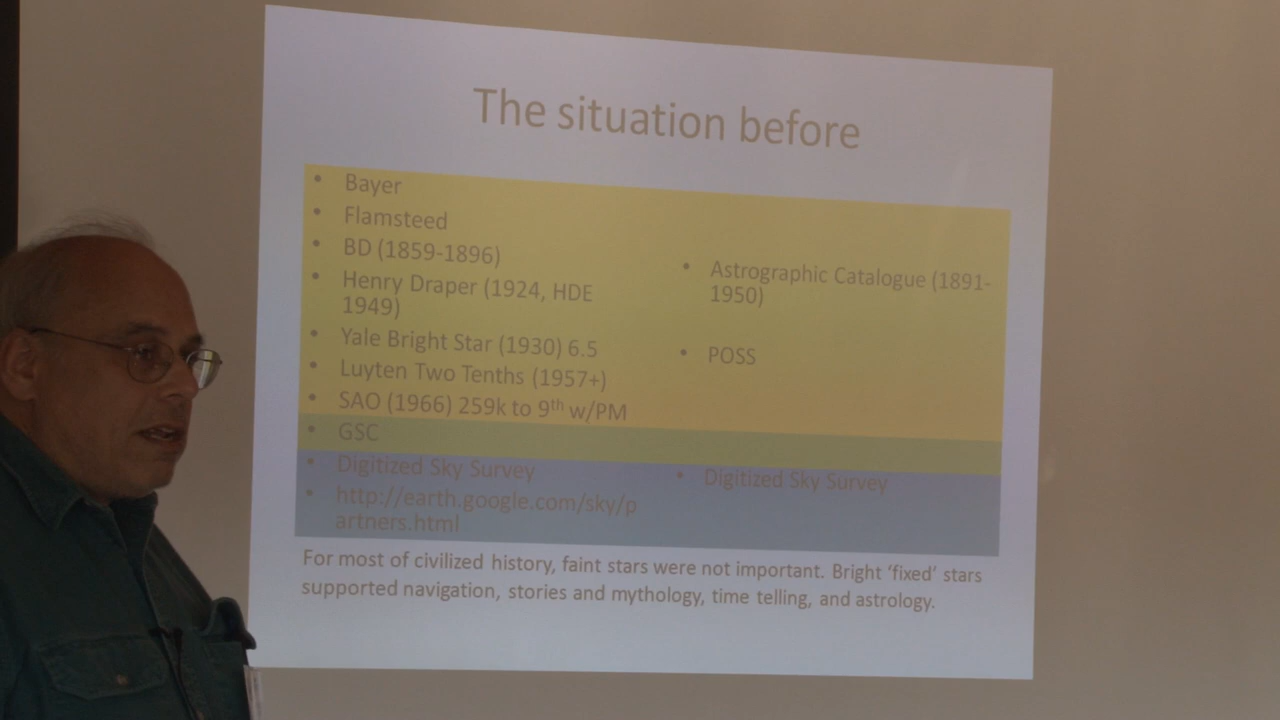 The situation before
• Bayer
• Flamsteed
• BD (1859-1896)
• Henry Draper (1924, HDE
1949)
• Yale Bright Star (1930) 6.5
• Luyten Two Tenths (1957+)
• SAO (1966) 259k to 9th w/PM
• GSC
• Digitized Sky Survey
• http://earth.google.com/sky/p
artners.html
• Astrographic Catalogue (1891-
1950)
• POSS
• Digitized Sky Survey
For most of civilized history, faint stars were not important. Bright ‘fixed’ stars
supported navigation, stories and mythology, time telling, and astrology.